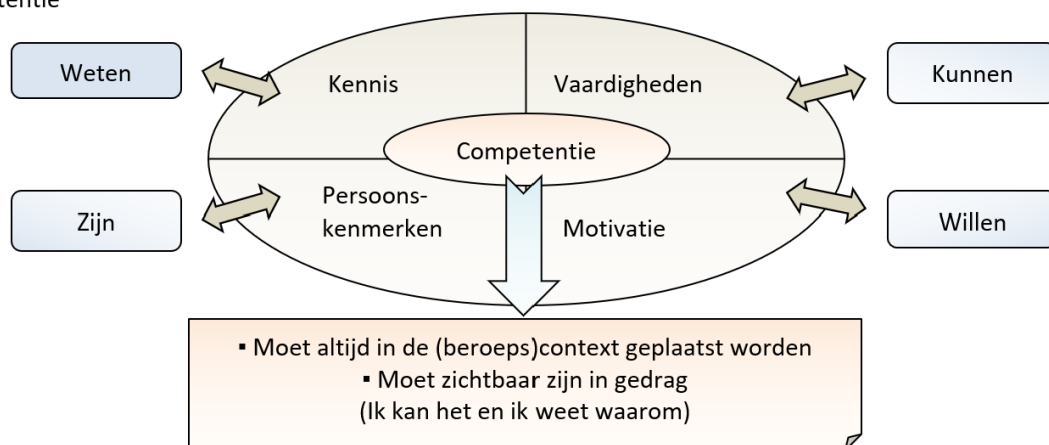 Weten
Kennis
Vaardigheden
Kunnen
Competentie
Zijn
Persoons-
kenmerken
Motivatie
Willen
▪ Moet altijd in de (beroeps)context geplaatst worden
▪ Moet zichtbaar zijn in gedrag
(Ik kan het en ik weet waarom)